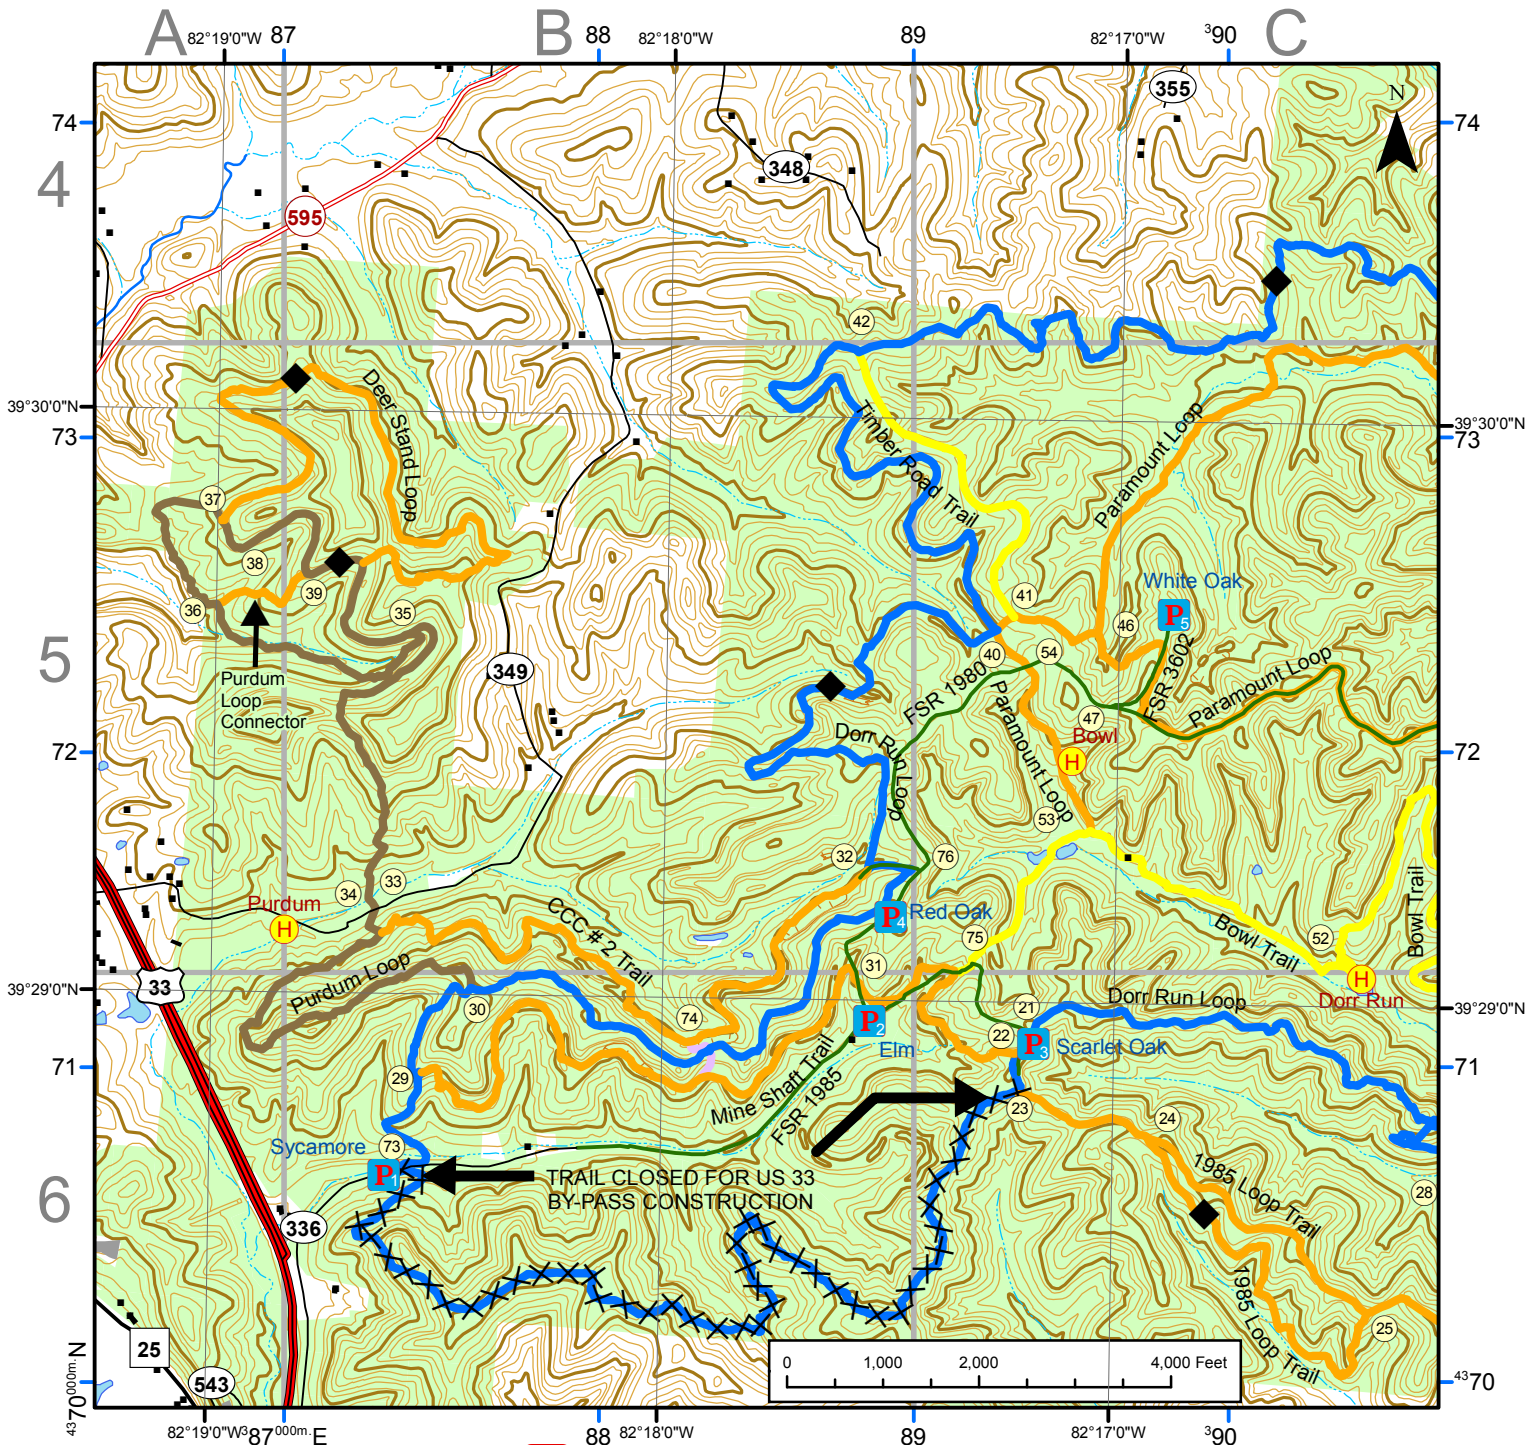 A
B
C
82°19'0"W
87
88
82°18'0"W
89
82°17'0"W
³90
74
355
N
74
4
348
595
42
Deer Stand Loop
39°30'0"N
73
Timber Road Trail
Paramount Loop
39°30'0"N
73
37
38
39
36
35
41
46
White Oak
P5
5
Purdum
Loop
Connector
349
40
54
FSR 1980
FSR 3602
Paramount Loop
47
Bowl
H
72
Dorr Run Loop
Paramount Loop
72
53
32
76
34
33
Purdum
H
CCC # 2 Trail
P4
Red Oak
75
Bowl Trail
52
Bowl Trail
31
Purdum Loop
H
Dorr Run
33
39°29'0"N
30
74
P2
Elm
21
22
Dorr Run Loop
39°29'0"N
P3
Scarlet Oak
71
29
Mine Shaft Trail
FSR 1985
71
23
24
73
Sycamore
P1
TRAIL CLOSED FOR US 33
BY-PASS CONSTRUCTION
1985 Loop Trail
28
6
336
1985 Loop Trail
25
25
543
0
1,000
2,000
4,000 Feet
⁴³70⁰⁰⁰ᵐ·N
⁴³70
82°19'0"W
³87⁰⁰⁰ᵐ·E
88
82°18'0"W
89
82°17'0"W
³90